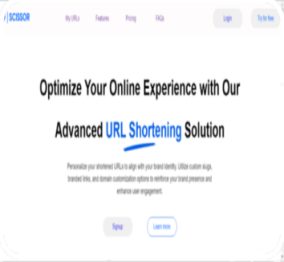 SCISSOR
My URLs Features Pricing FAQs Login Try for free
Optimize Your Online Experience with Our
Advanced URL Shortening Solution
Personalize your shortened URLs to align with your brand identity. Utilize custom slugs,
branded links, and domain customization options to reinforce your brand presence and
enhance user engagement.
Signup Learn more